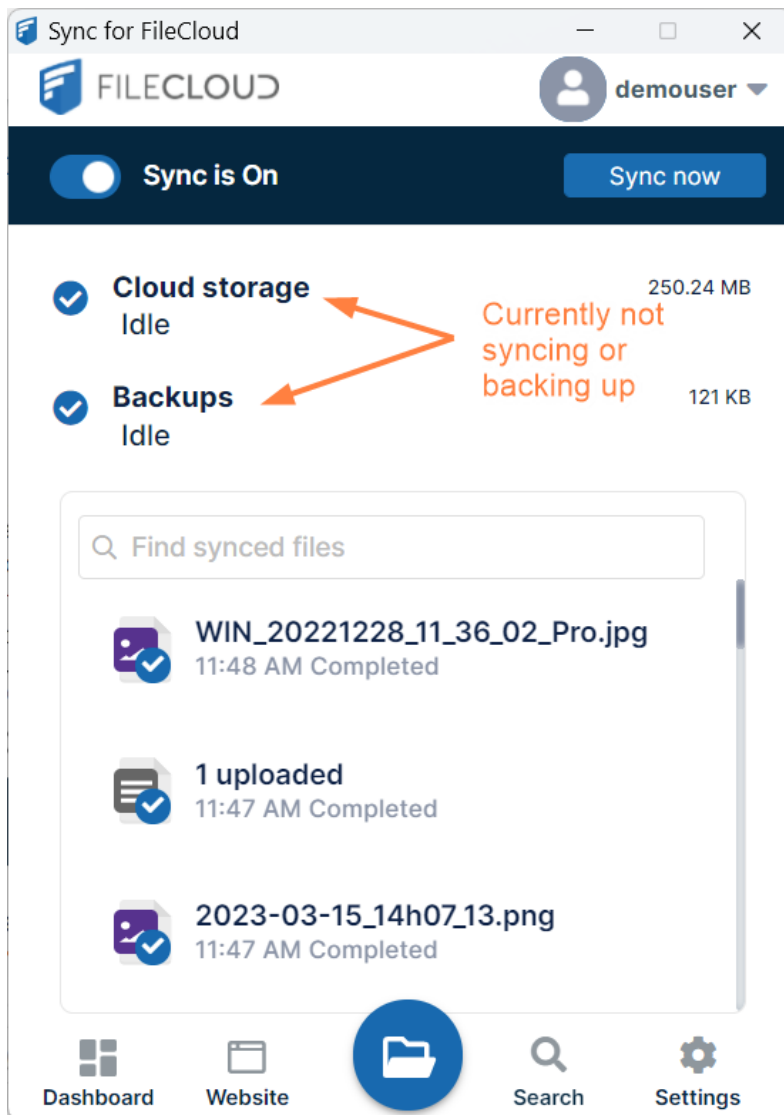 Sync for FileCloud
FILECLOUD
demouser
Sync is On
Sync now
Cloud storage
250.24 MB
Idle
Currently not
syncing or
backing up
Backups
121 KB
Idle
Find synced files
WIN_20221228_11_36_02_Pro.jpg
11:48 AM Completed
1 uploaded
11:47 AM Completed
2023-03-15_14h07_13.png
11:47 AM Completed
Dashboard
Website
Search
Settings